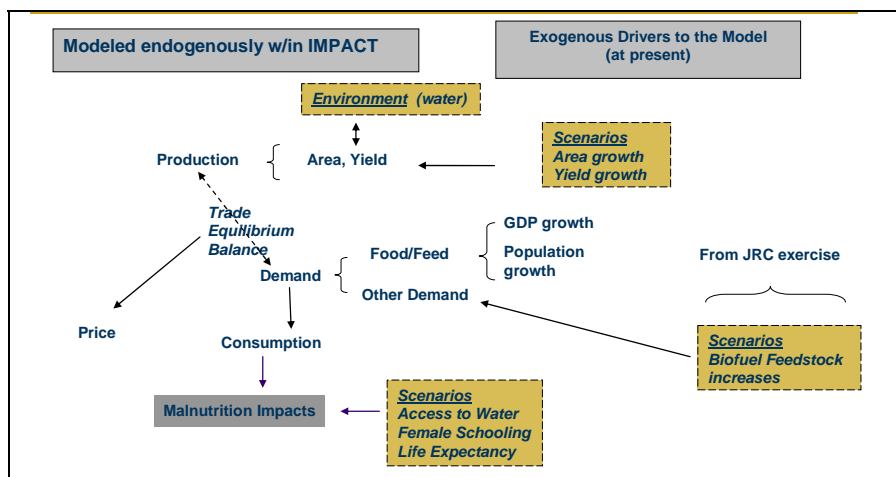 Modeled endogenously w/in IMPACT
Exogenous Drivers to the Model
(at present)
Environment (water)
Production
Area, Yield
Scenarios
Area growth
Yield growth
Trade
Equilibrium
Balance
GDP growth
Food/Feed
Population
growth
From JRC exercise
Demand
Other Demand
Price
Consumption
Scenarios
Biofuel Feedstock
increases
Malnutrition Impacts
Scenarios
Access to Water
Female Schooling
Life Expectancy